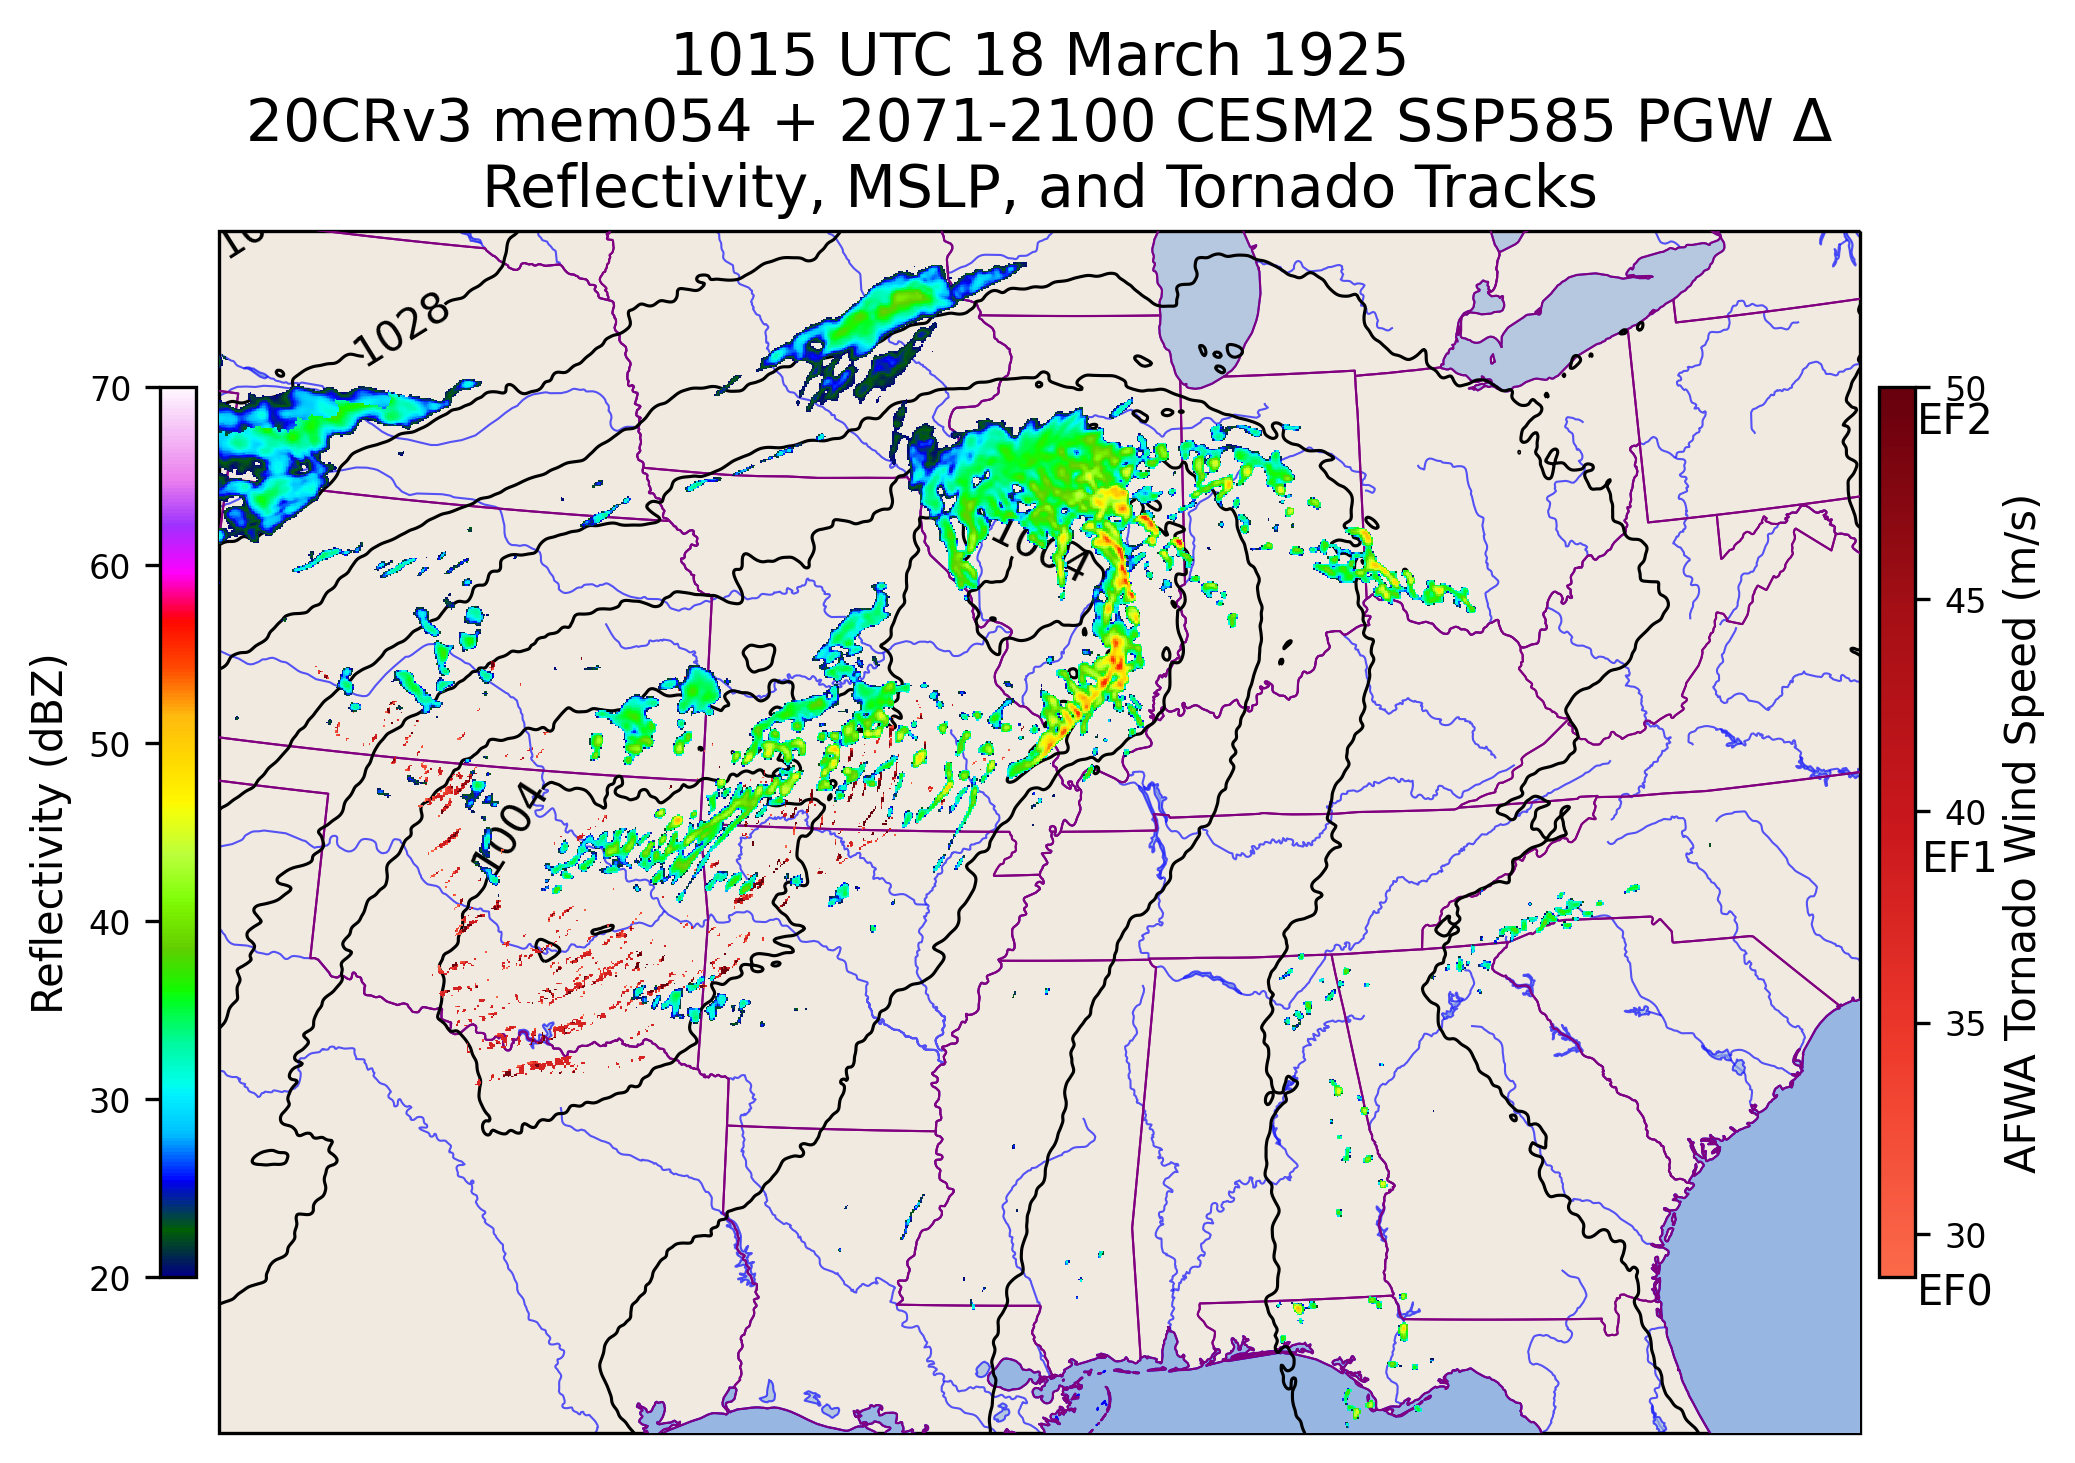 1015 UTC 18 March 1925
20CRv3 mem054 + 2071-2100 CESM2 SSP585 PGW Δ
Reflectivity, MSLP, and Tornado Tracks
1028
1004
1004
70
60
50
40
30
20
Reflectivity (dBZ)
50
EF2
45
40
EF1
35
30
EF0
AFWA Tornado Wind Speed (m/s)